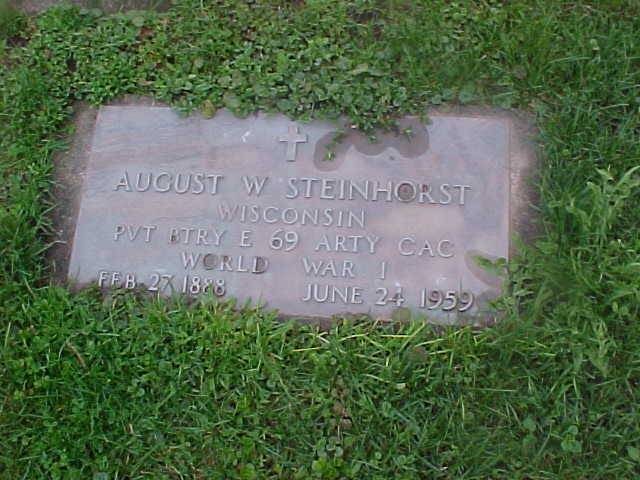 AUGUST W STEINHORST
WISCONSIN
PVT BTRY E 69 ARTY CAC
WORLD WAR I
FEB 27 1888 JUNE 24 1959